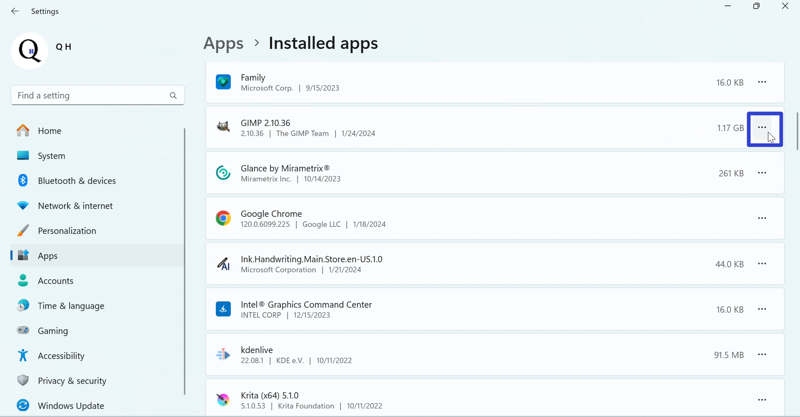 Settings
Q H
Find a setting
Home
System
Bluetooth & devices
Network & internet
Personalization
Apps
Accounts
Time & language
Gaming
Accessibility
Privacy & security
Windows Update
Apps > Installed apps
Family
Microsoft Corp. | 9/15/2023
16.0 KB
GIMP 2.10.36
2.10.36 | The GIMP Team | 1/24/2024
1.17 GB
Glance by Mirametrix®
Mirametrix Inc. | 10/14/2023
261 KB
Google Chrome
120.0.6099.225 | Google LLC | 1/18/2024
Ink.Handwriting.Main.Store.en-US.1.0
Microsoft Corporation | 1/21/2024
44.0 KB
Intel® Graphics Command Center
INTEL CORP | 12/15/2023
16.0 KB
kdenlive
22.08.1 | KDE e.V. | 10/11/2022
91.5 MB
Krita (x64) 5.1.0
5.1.0.53 | Krita Foundation | 10/11/2022